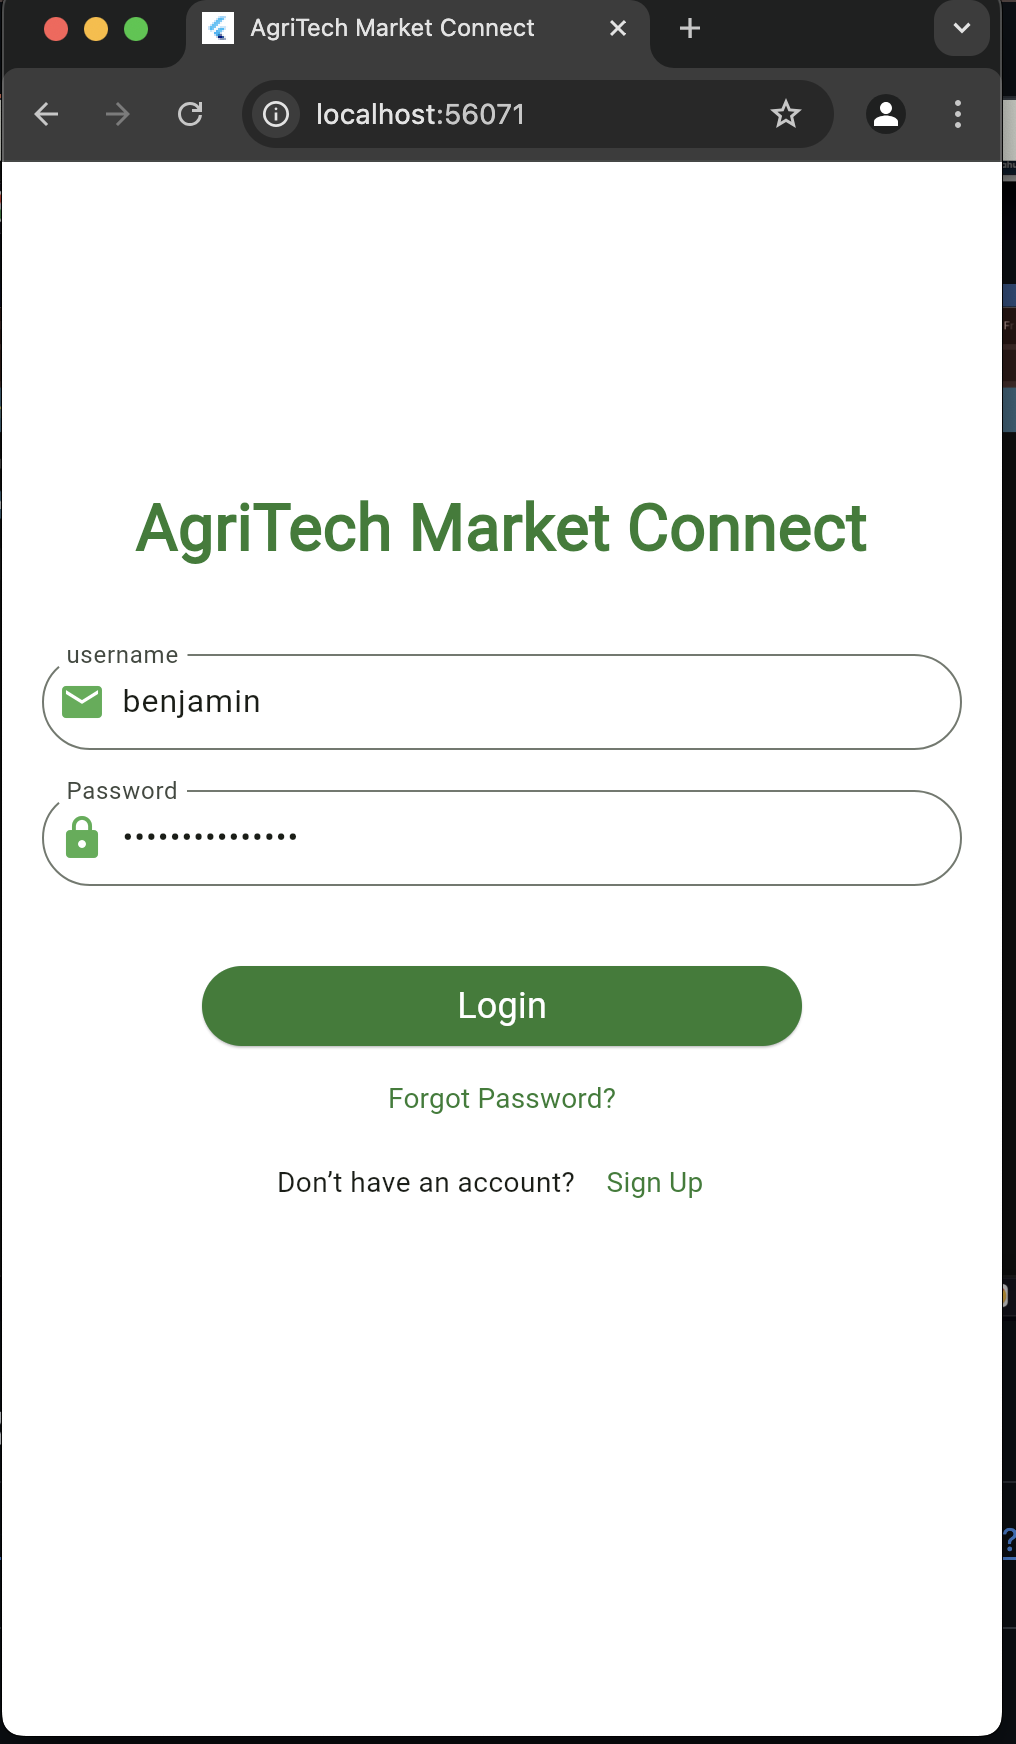 AgriTech Market Connect
localhost:56071
AgriTech Market Connect
username
benjamin
Password
•••••••••••••••
Login
Forgot Password?
Don’t have an account? Sign Up